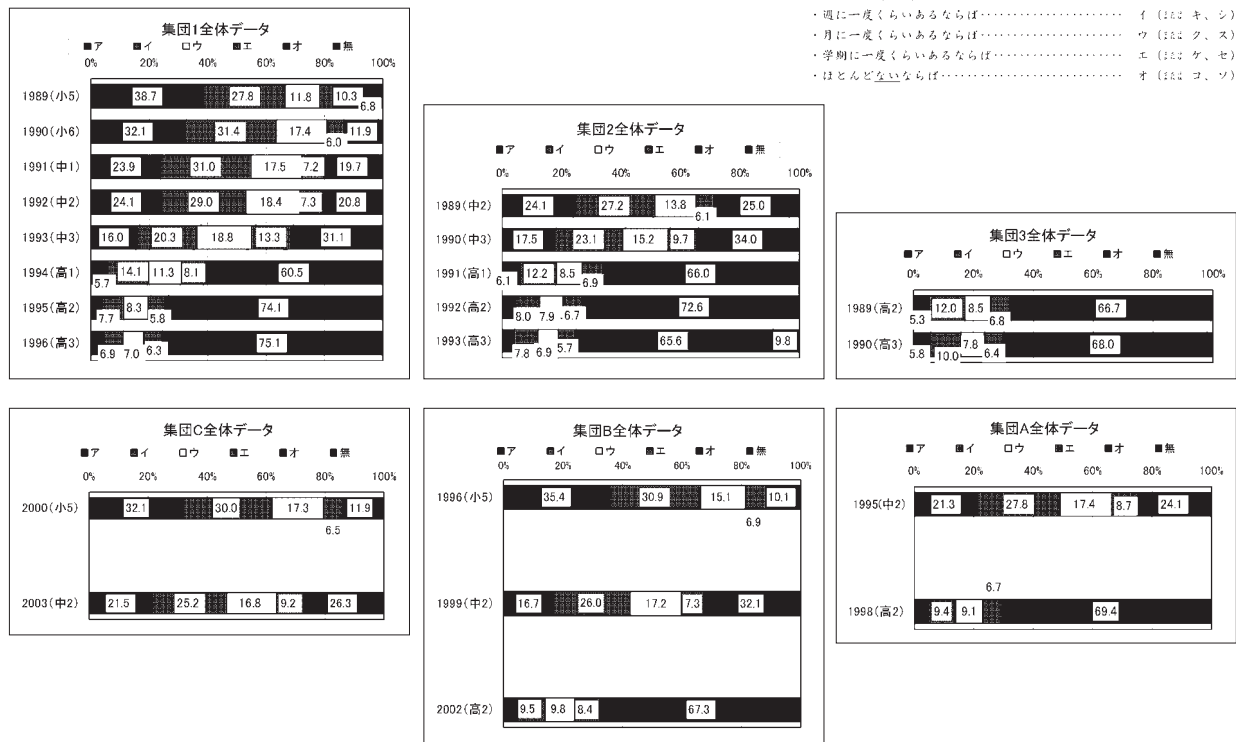 ・週に一度くらいあるならば‥‥‥‥‥‥‥‥ イ (または キ、シ)
・月に一度くらいあるならば‥‥‥‥‥‥‥‥ ウ (または ク、ス)
・学期に一度くらいあるならば‥‥‥‥‥‥‥ エ (または ケ、セ)
・ほとんどないならば‥‥‥‥‥‥‥‥‥‥‥ オ (または コ、ソ)
集団1全体データ
■ア ■イ □ウ ■エ ■オ ■無
0% 20% 40% 60% 80% 100%
1989(小5) 38.7 27.8 11.8 10.3 6.8
1990(小6) 32.1 31.4 17.4 6.0 11.9
1991(中1) 23.9 31.0 17.5 7.2 19.7
1992(中2) 24.1 29.0 18.4 7.3 20.8
1993(中3) 16.0 20.3 18.8 13.3 31.1
1994(高1) 5.7 14.1 11.3 8.1 60.5
1995(高2) 7.7 8.3 5.8 74.1
1996(高3) 6.9 7.0 6.3 75.1
集団2全体データ
■ア ■イ □ウ ■エ ■オ ■無
0% 20% 40% 60% 80% 100%
1989(中2) 24.1 27.2 13.8 6.1 25.0
1990(中3) 17.5 23.1 15.2 9.7 34.0
1991(高1) 6.1 12.2 8.5 6.9 66.0
1992(高2) 8.0 7.9 6.7 72.6
1993(高3) 7.8 6.9 5.7 65.6 9.8
集団3全体データ
■ア ■イ □ウ ■エ ■オ ■無
0% 20% 40% 60% 80% 100%
1989(高2) 5.3 12.0 8.5 6.8 66.7
1990(高3) 5.8 10.0 7.8 6.4 68.0
集団C全体データ
■ア ■イ □ウ ■エ ■オ ■無
0% 20% 40% 60% 80% 100%
2000(小5) 32.1 30.0 17.3 6.5 11.9
2003(中2) 21.5 25.2 16.8 9.2 26.3
集団B全体データ
■ア ■イ □ウ ■エ ■オ ■無
0% 20% 40% 60% 80% 100%
1996(小5) 35.4 30.9 15.1 6.9 10.1
1999(中2) 16.7 26.0 17.2 7.3 32.1
2002(高2) 9.5 9.8 8.4 67.3
集団A全体データ
■ア ■イ □ウ ■エ ■オ ■無
0% 20% 40% 60% 80% 100%
1995(中2) 21.3 27.8 17.4 8.7 24.1
1998(高2) 9.4 9.1 6.7 69.4